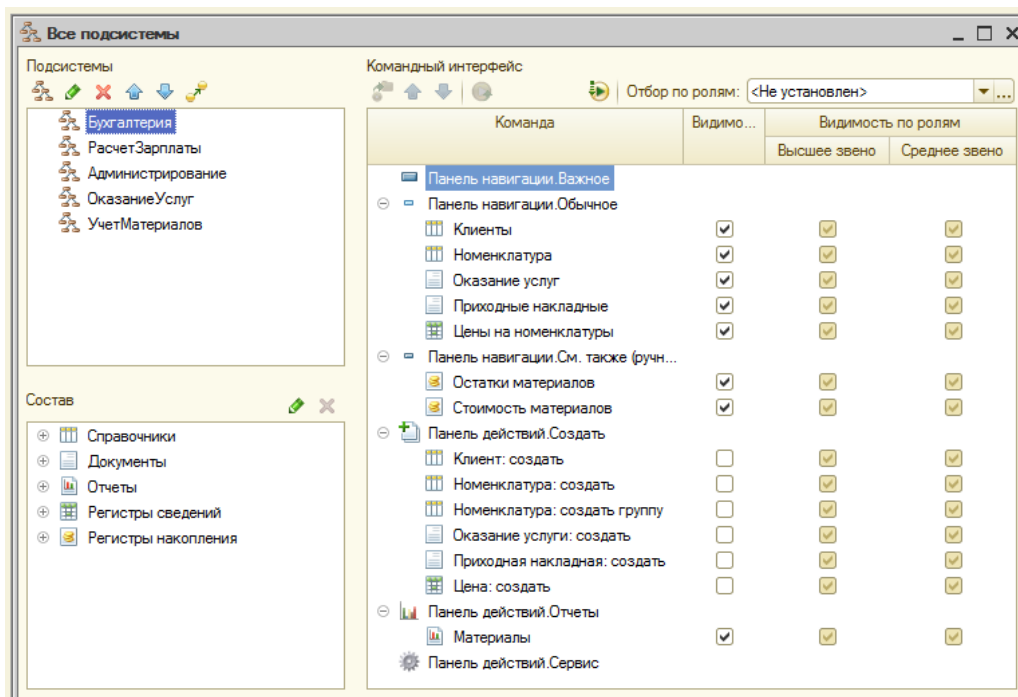 Все подсистемы
Подсистемы
Бухгалтерия
РасчетЗарплаты
Администрирование
ОказаниеУслуг
УчетМатериалов
Состав
Справочники
Документы
Отчеты
Регистры сведений
Регистры накопления
Командный интерфейс
Отбор по ролям: <Не установлен>
Команда Видимо... Видимость по ролям
Высшее звено Среднее звено
Панель навигации.Важное
Панель навигации.Обычное
Клиенты
Номенклатура
Оказание услуг
Приходные накладные
Цены на номенклатуры
Панель навигации.См. также (ручн...
Остатки материалов
Стоимость материалов
Панель действий.Создать
Клиент: создать
Номенклатура: создать
Номенклатура: создать группу
Оказание услуги: создать
Приходная накладная: создать
Цена: создать
Панель действий.Отчеты
Материалы
Панель действий.Сервис